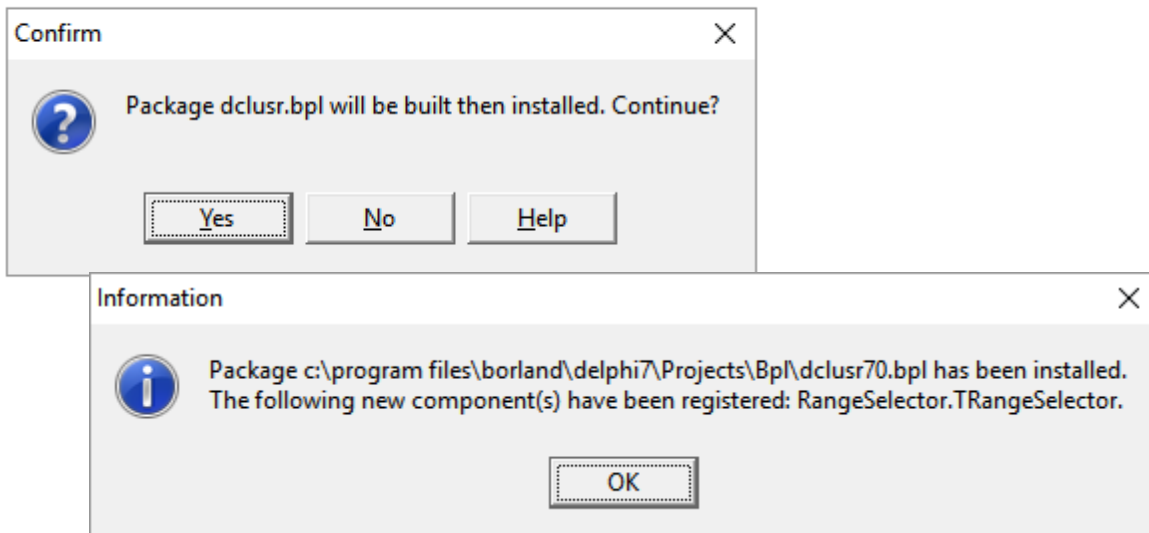 Confirm
Package dclusr.bpl will be built then installed. Continue?
Yes No Help
Information
Package c:\program files\borland\delphi7\Projects\Bpl\dclusr70.bpl has been installed.
The following new component(s) have been registered: RangeSelector.TRangeSelector.
OK